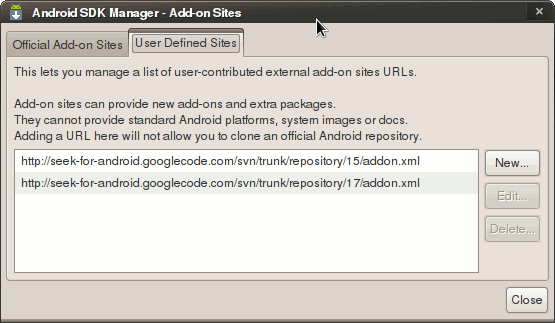 Android SDK Manager - Add-on Sites
Official Add-on Sites
User Defined Sites
This lets you manage a list of user-contributed external add-on sites URLs.
Add-on sites can provide new add-ons and extra packages.
They cannot provide standard Android platforms, system images or docs.
Adding a URL here will not allow you to clone an official Android repository.
http://seek-for-android.googlecode.com/svn/trunk/repository/15/addon.xml
http://seek-for-android.googlecode.com/svn/trunk/repository/17/addon.xml
New...
Edit...
Delete...
Close